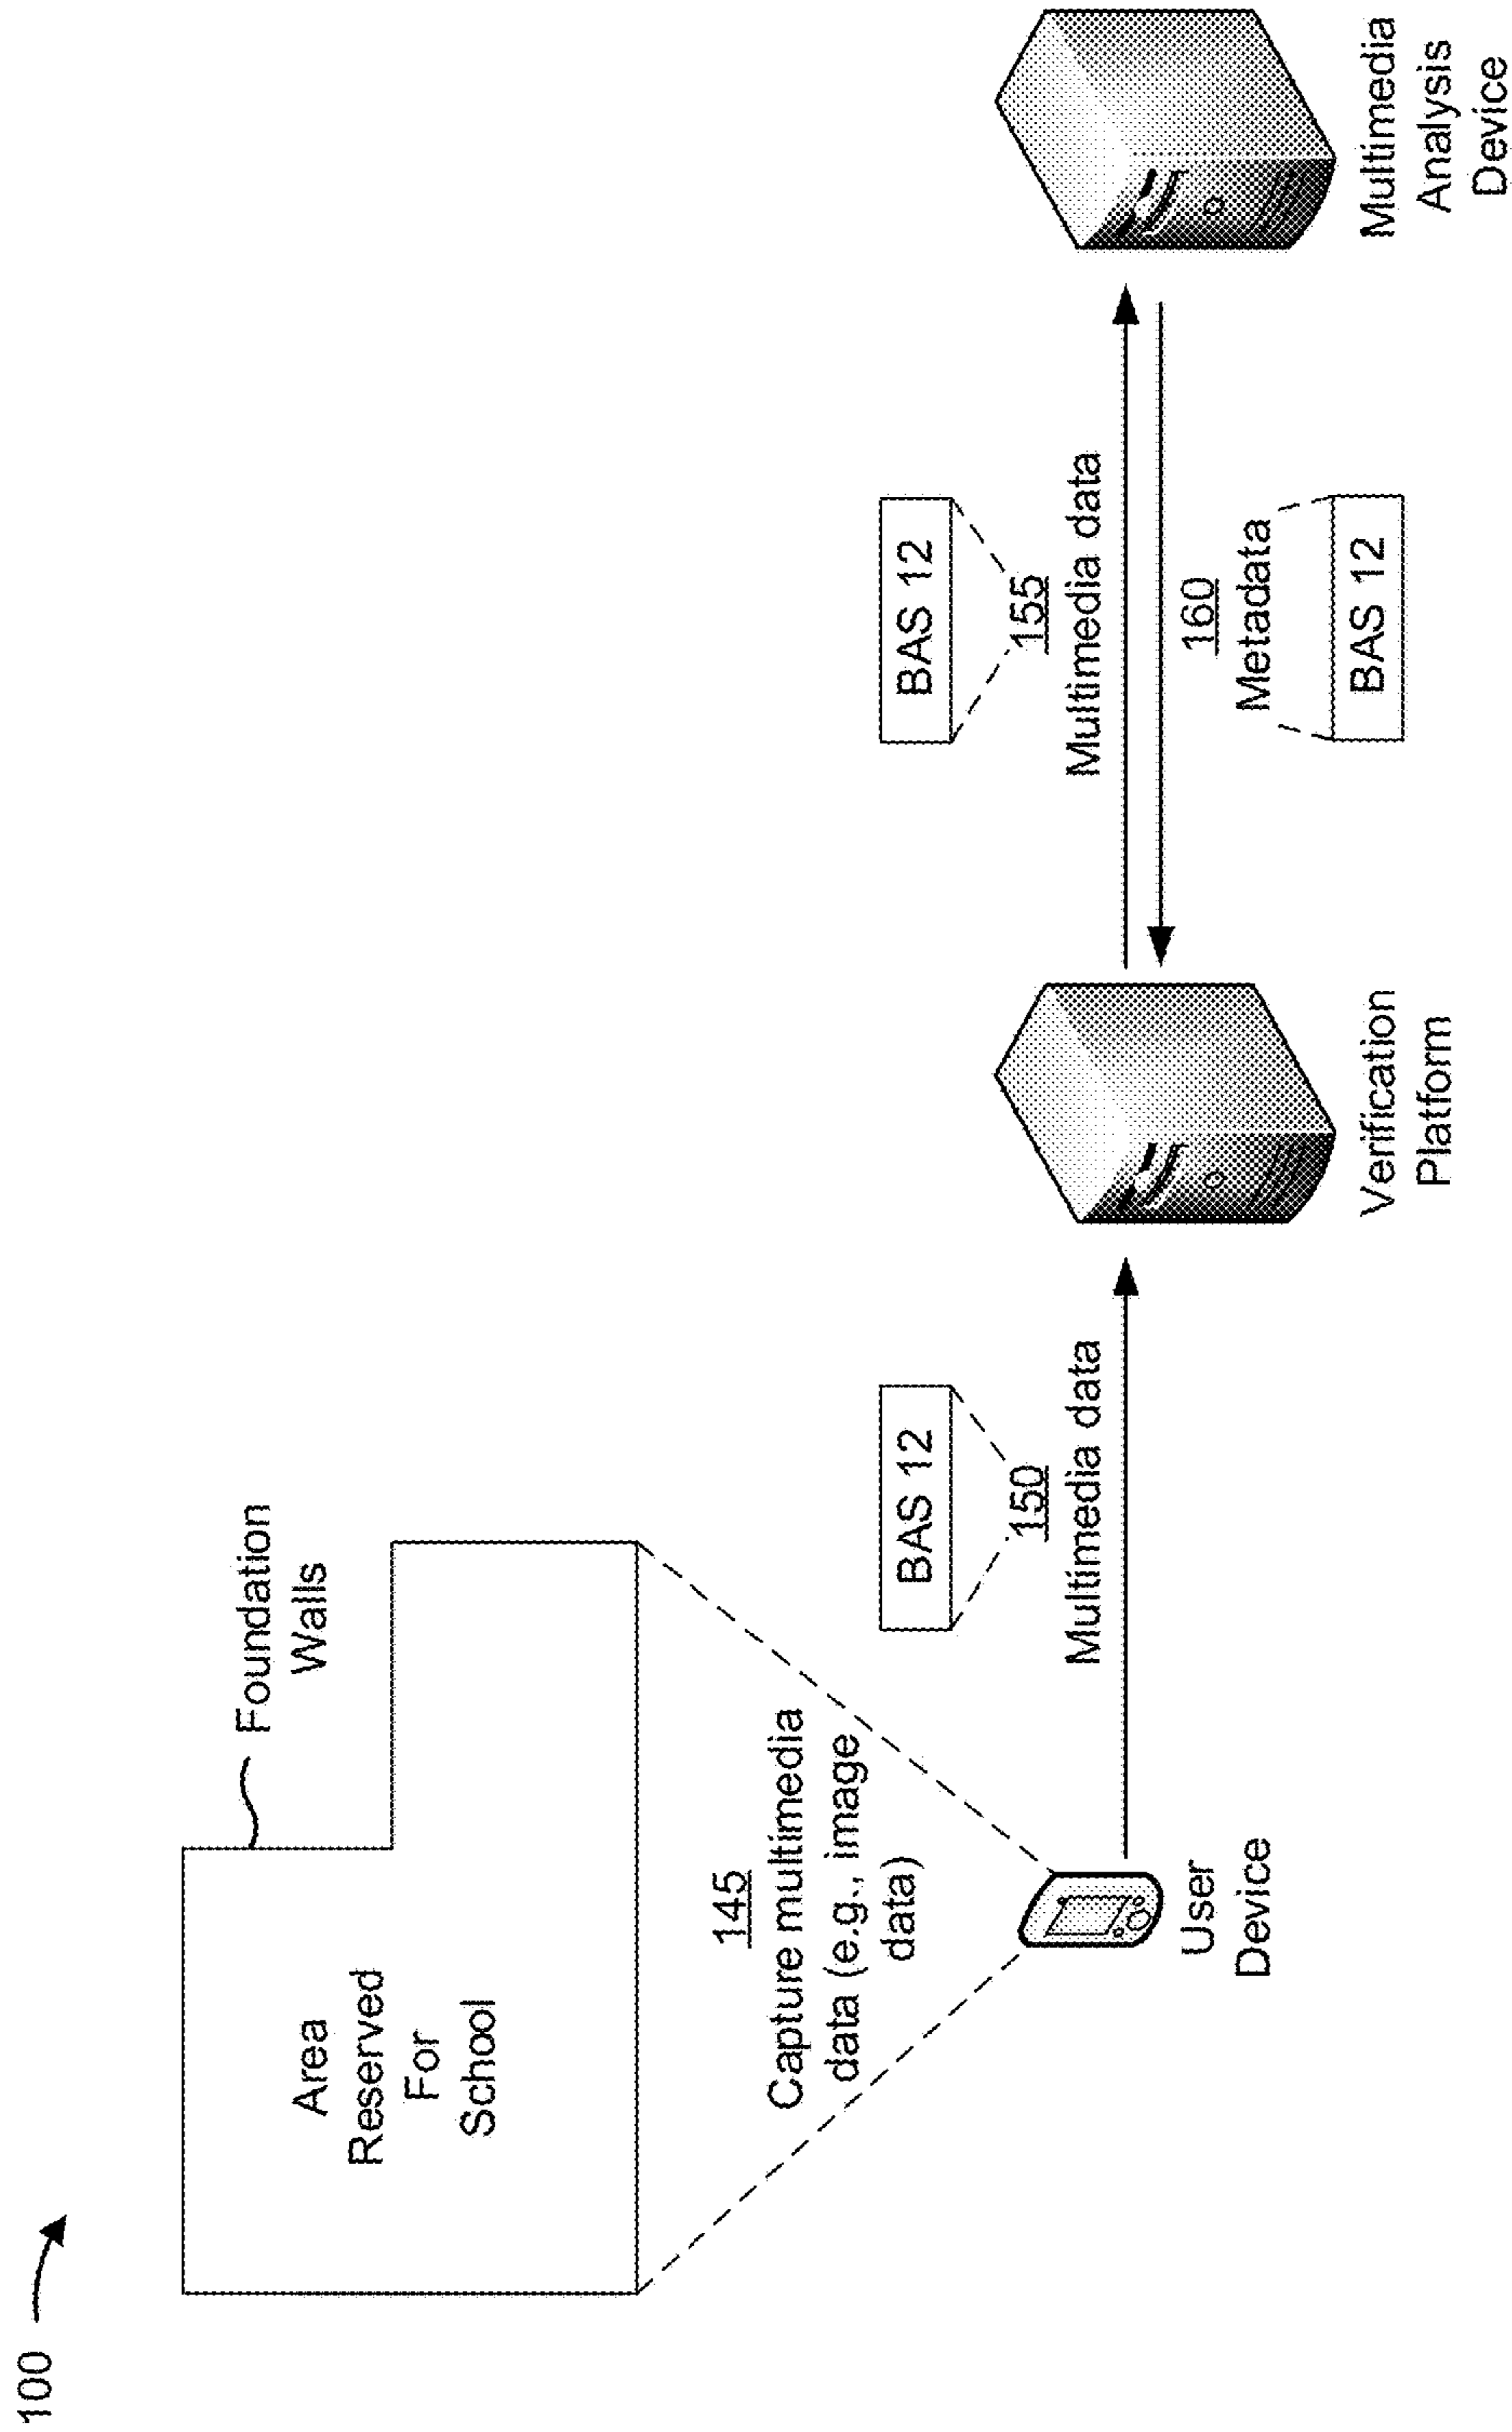 100
Foundation
Walls
Area
Reserved
For
School
145
Capture multimedia
data (e.g., image
data)
User
Device
BAS 12
150
Multimedia data
Verification
Platform
BAS 12
155
Multimedia data
160
Metadata
BAS 12
Multimedia
Analysis
Device